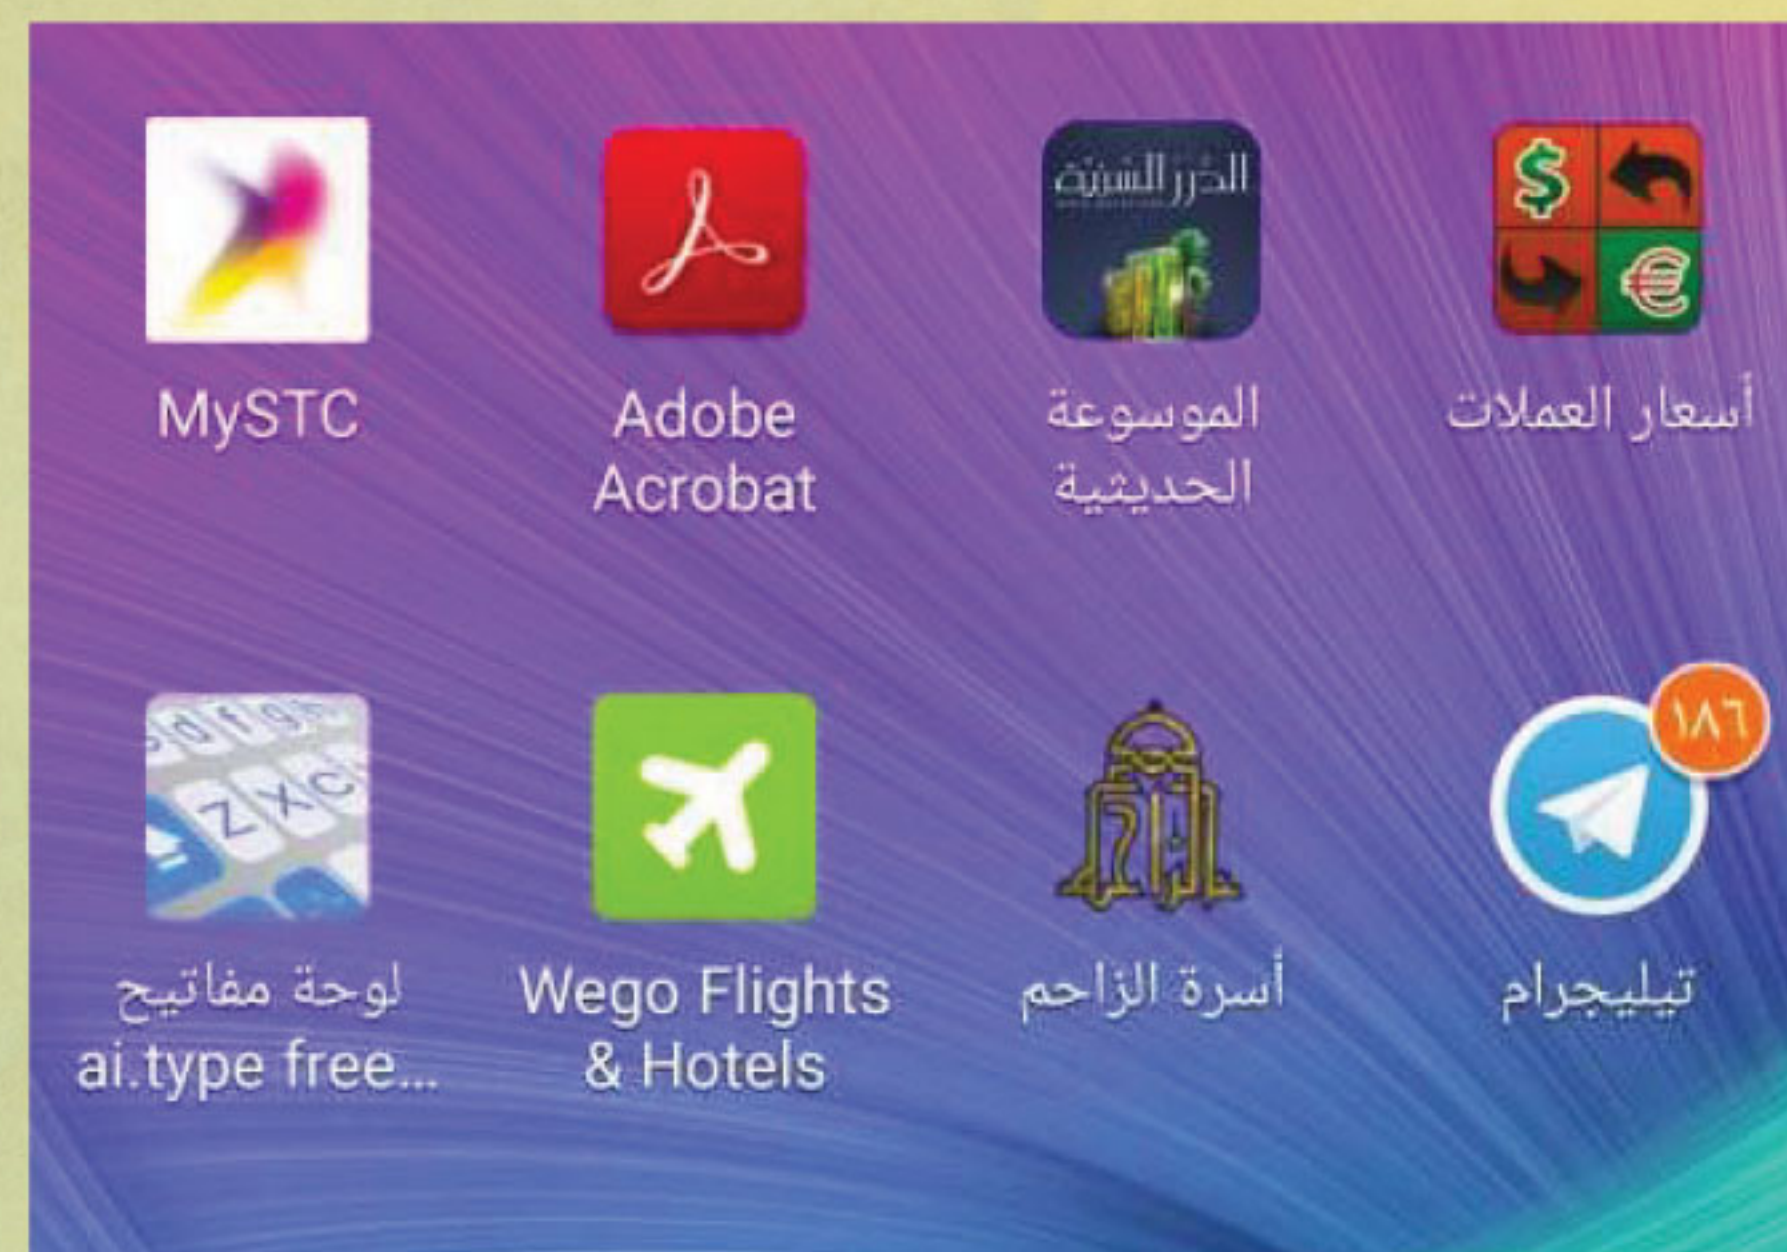 الدرر السنية
MySTC
Adobe
Acrobat
الموسوعة
الحديثية
أسعار العملات
$
€
d f g
Z X C
١٨٦
الزاحم
لوحة مفاتيح
ai.type free...
Wego Flights
& Hotels
أسرة الزاحم
تيليجرام